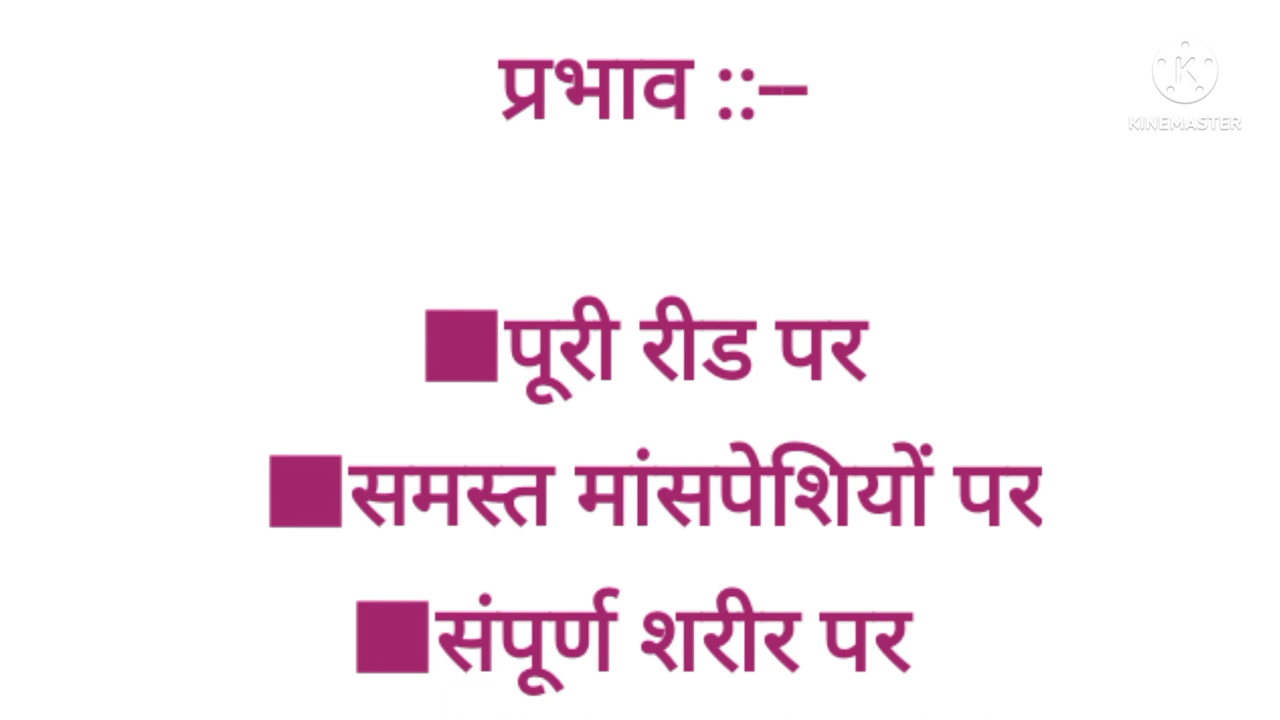 प्रभाव ::--
KINEMASTER
■पूरी रीड पर
■समस्त मांसपेशियों पर
■संपूर्ण शरीर पर